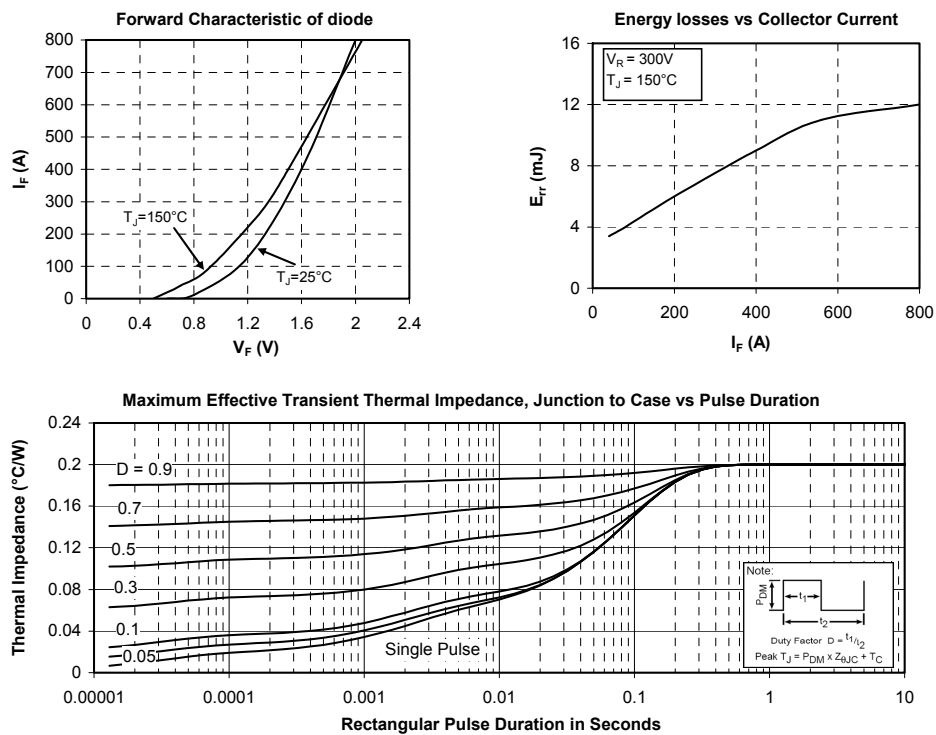 Forward Characteristic of diode
800
700
600
500
400
300
200
100
0
I_F (A)
T_J=150°C
T_J=25°C
0 0.4 0.8 1.2 1.6 2 2.4
V_F (V)
Energy losses vs Collector Current
16
12
8
4
0
E_rr (mJ)
V_R = 300V
T_J = 150°C
0 200 400 600 800
I_F (A)
Maximum Effective Transient Thermal Impedance, Junction to Case vs Pulse Duration
0.24
0.2
0.16
0.12
0.08
0.04
0
Thermal Impedance (°C/W)
D = 0.9
0.7
0.5
0.3
0.1
0.05
Single Pulse
Note:
P_DM
t_1
t_2
Duty Factor D = t1/t2
Peak T_J = P_DM x Z_θJC + T_C
0.00001 0.0001 0.001 0.01 0.1 1 10
Rectangular Pulse Duration in Seconds